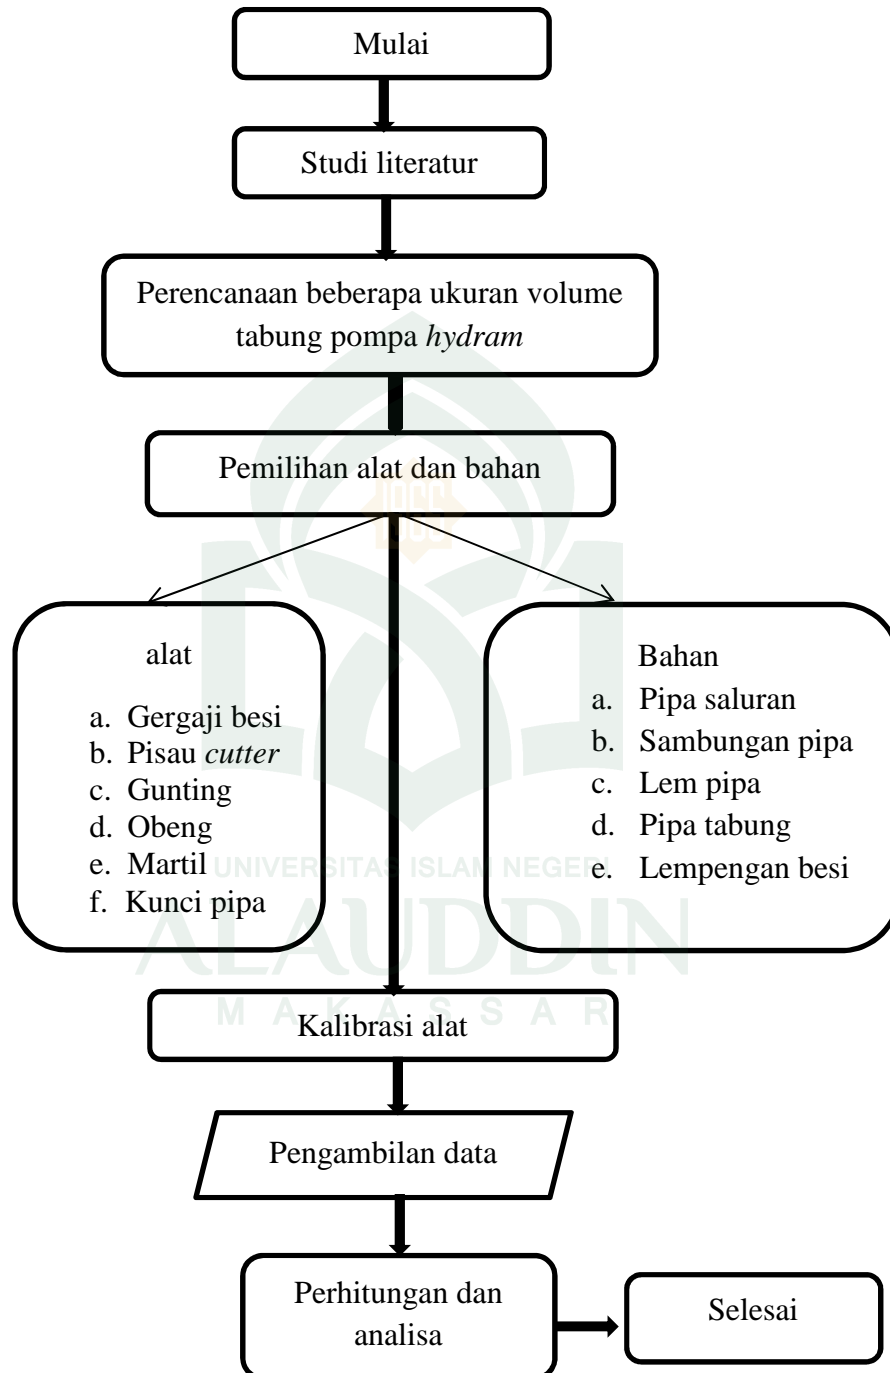 Mulai
Studi literatur
Perencanaan beberapa ukuran volume
tabung pompa hydram
Pemilihan alat dan bahan
alat
a. Gergaji besi
b. Pisau cutter
c. Gunting
d. Obeng
e. Martil
f. Kunci pipa
Bahan
a. Pipa saluran
b. Sambungan pipa
c. Lem pipa
d. Pipa tabung
e. Lempengan besi
UNIVERSITAS ISLAM NEGERI
ALAUDDIN
MAKASSAR
Kalibrasi alat
Pengambilan data
Perhitungan dan
analisa
Selesai